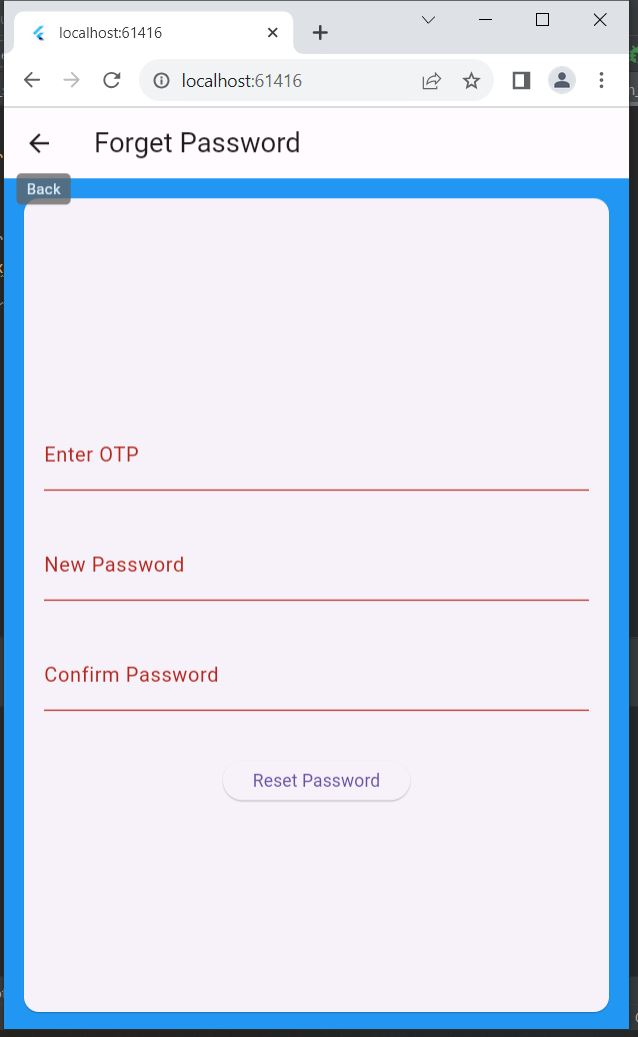 localhost:61416
localhost:61416
Forget Password
Back
Enter OTP
New Password
Confirm Password
Reset Password